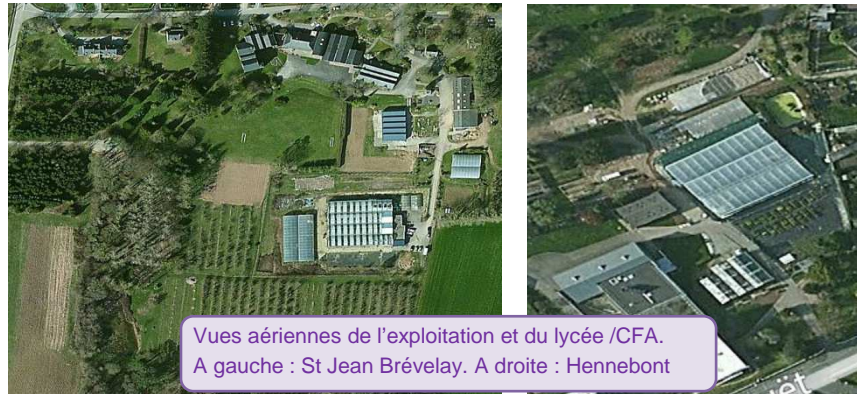 Vues aériennes de l'exploitation et du lycée /CFA.
A gauche : St Jean Brévelay. A droite : Hennebont